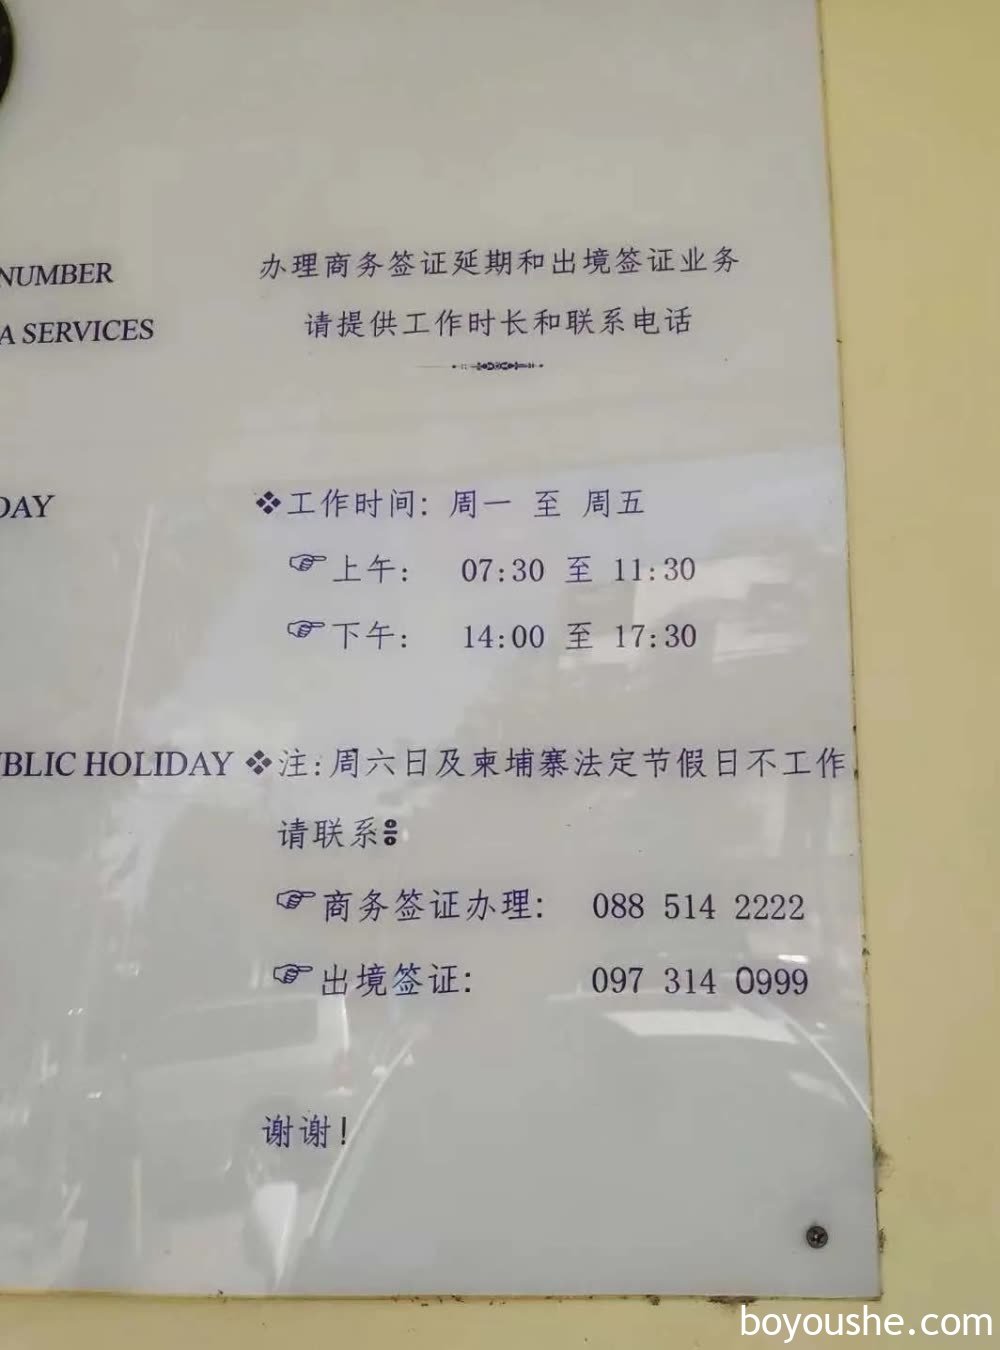 NUMBER
办理商务签证延期和出境签证业务
A SERVICES
请提供工作时长和联系电话
DAY
❖工作时间: 周一 至 周五
☞上午: 07:30 至 11:30
☞下午: 14:00 至 17:30
BLIC HOLIDAY
❖注:周六日及柬埔寨法定节假日不工作
请联系:
☞商务签证办理: 088 514 2222
☞出境签证: 097 314 0999
谢谢!
boyoushe.com